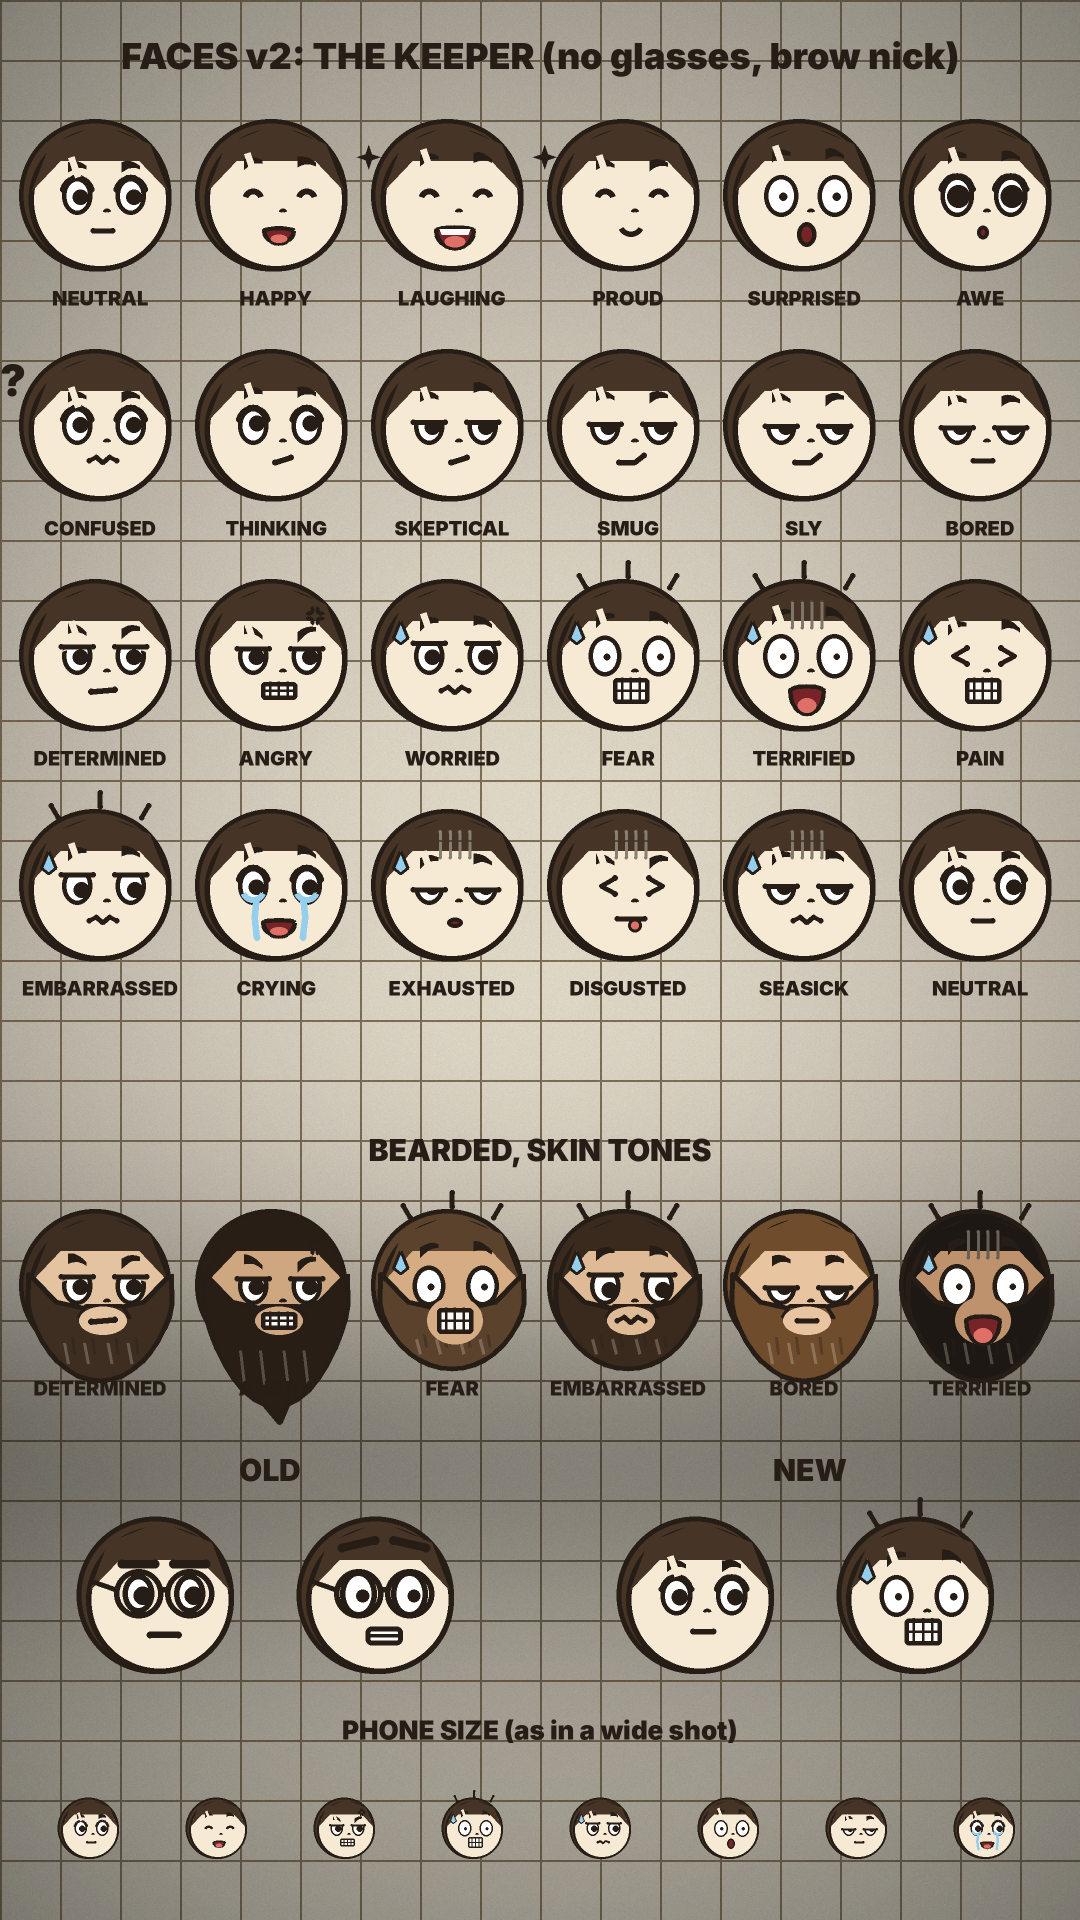 FACES v2: THE KEEPER (no glasses, brow nick)
NEUTRAL HAPPY LAUGHING PROUD SURPRISED AWE
?
CONFUSED THINKING SKEPTICAL SMUG SLY BORED
DETERMINED ANGRY WORRIED FEAR TERRIFIED PAIN
EMBARRASSED CRYING EXHAUSTED DISGUSTED SEASICK NEUTRAL
BEARDED, SKIN TONES
DETERMINED FEAR EMBARRASSED BORED TERRIFIED
OLD NEW
PHONE SIZE (as in a wide shot)